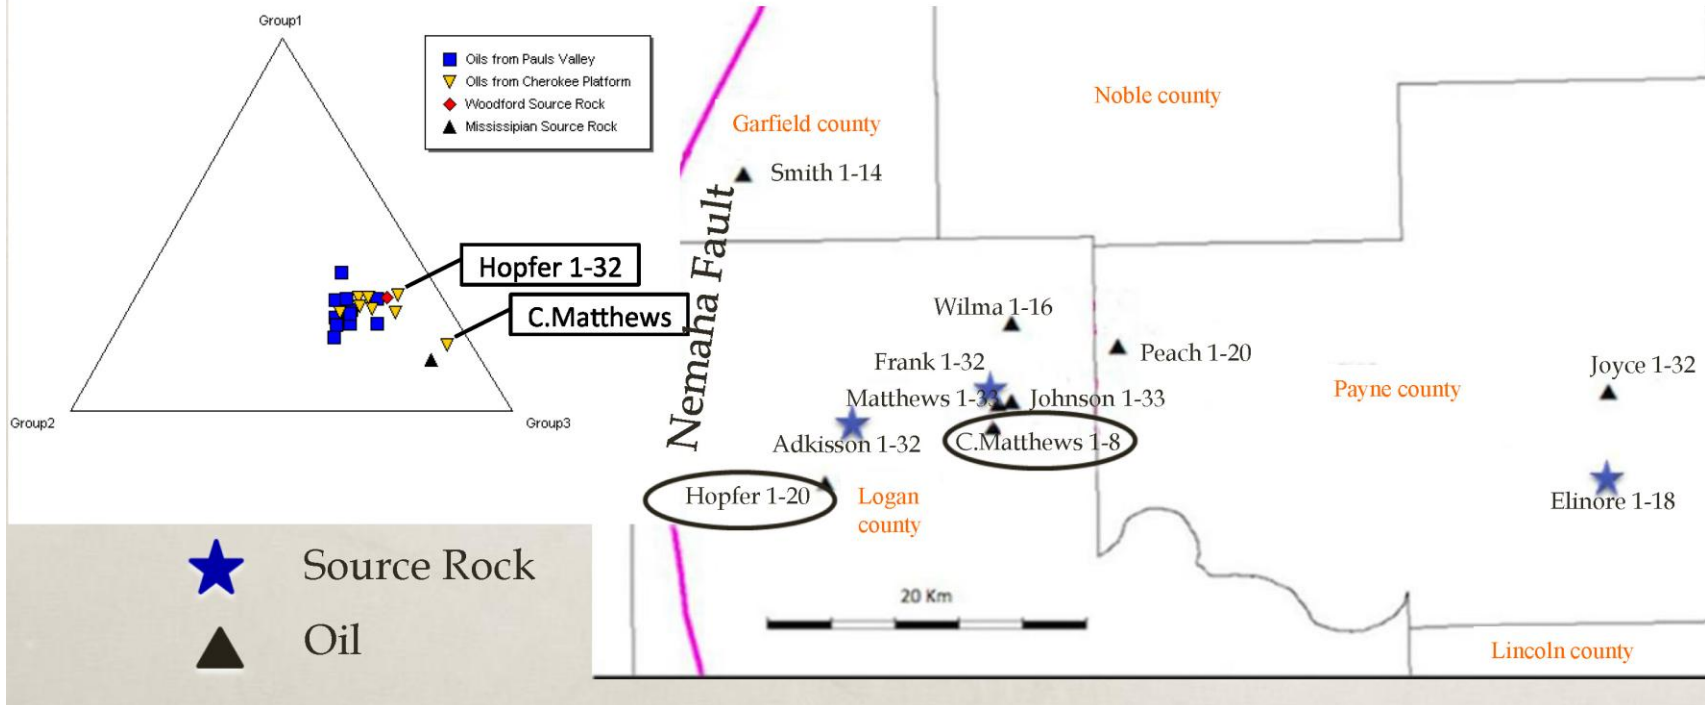 Group1
Oils from Pauls Valley
Oils from Cherokee Platform
Woodford Source Rock
Mississipian Source Rock
Hopfer 1-32
C.Matthews
Group2
Group3
Nemaha Fault
Garfield county
Noble county
Smith 1-14
Wilma 1-16
Frank 1-32
Peach 1-20
Joyce 1-32
Payne county
Matthews 1-33
Johnson 1-33
Adkisson 1-32
C.Matthews 1-8
Hopfer 1-20
Logan
county
Elinore 1-18
20 Km
Lincoln county
Source Rock
Oil